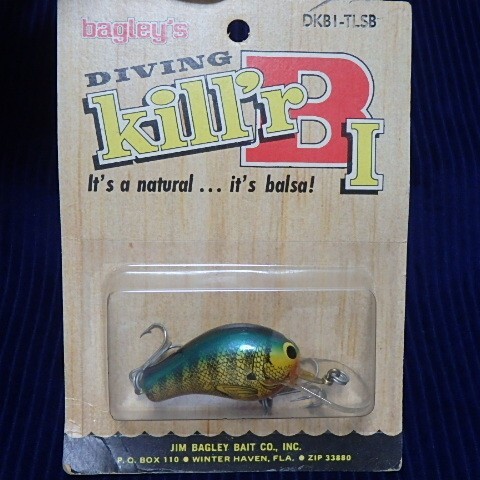 bagley's
DKB1-TLSB
DIVING
kill'r B I
It's a natural ... it's balsa!
JIM BAGLEY BAIT CO., INC.
P.O. BOX 110 ● WINTER HAVEN, FLA. ● ZIP 33880